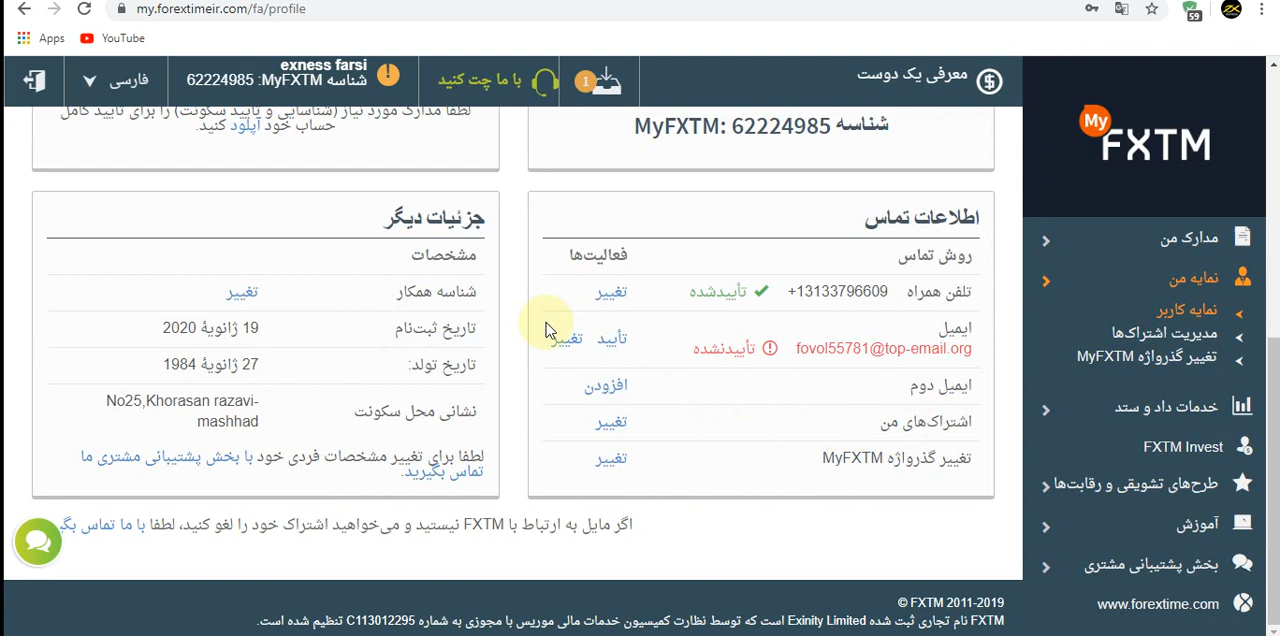 my.forextimeir.com/fa/profile
59
Apps
YouTube
معرفی یک دوست
1
با ما چت کنید
exness farsi
شناسه MyFXTM: 62224985
فارسی
My
FXTM
مدارک من
نمایه من
نمایه کاربر
مدیریت اشتراک‌ها
تغییر گذرواژه MyFXTM
خدمات داد و ستد
FXTM Invest
طرح‌های تشویقی و رقابت‌ها
آموزش
بخش پشتیبانی مشتری
www.forextime.com
شناسه MyFXTM: 62224985
لطفا مدارک مورد نیاز (شناسایی و تایید سکونت) را برای تایید کامل
حساب خود آپلود کنید.
اطلاعات تماس
روش تماس فعالیت‌ها
تلفن همراه +13133796609 تأییدشده تغییر
ایمیل
fovol55781@top-email.org تأییدنشده تأیید تغییر
ایمیل دوم افزودن
اشتراک‌های من تغییر
تغییر گذرواژه MyFXTM تغییر
جزئیات دیگر
مشخصات
شناسه همکار تغییر
تاریخ ثبت‌نام 19 ژانویهٔ 2020
تاریخ تولد: 27 ژانویهٔ 1984
نشانی محل سکونت No25,Khorasan razavi-
mashhad
لطفا برای تغییر مشخصات فردی خود با بخش پشتیبانی مشتری ما
تماس بگیرید.
اگر مایل به ارتباط با FXTM نیستید و می‌خواهید اشتراک خود را لغو کنید، لطفا با ما تماس
© FXTM 2011-2019
FXTM نام تجاری ثبت شده Exinity Limited است که توسط نظارت کمیسیون خدمات مالی موریس با مجوزی به شماره C113012295 تنظیم شده است.